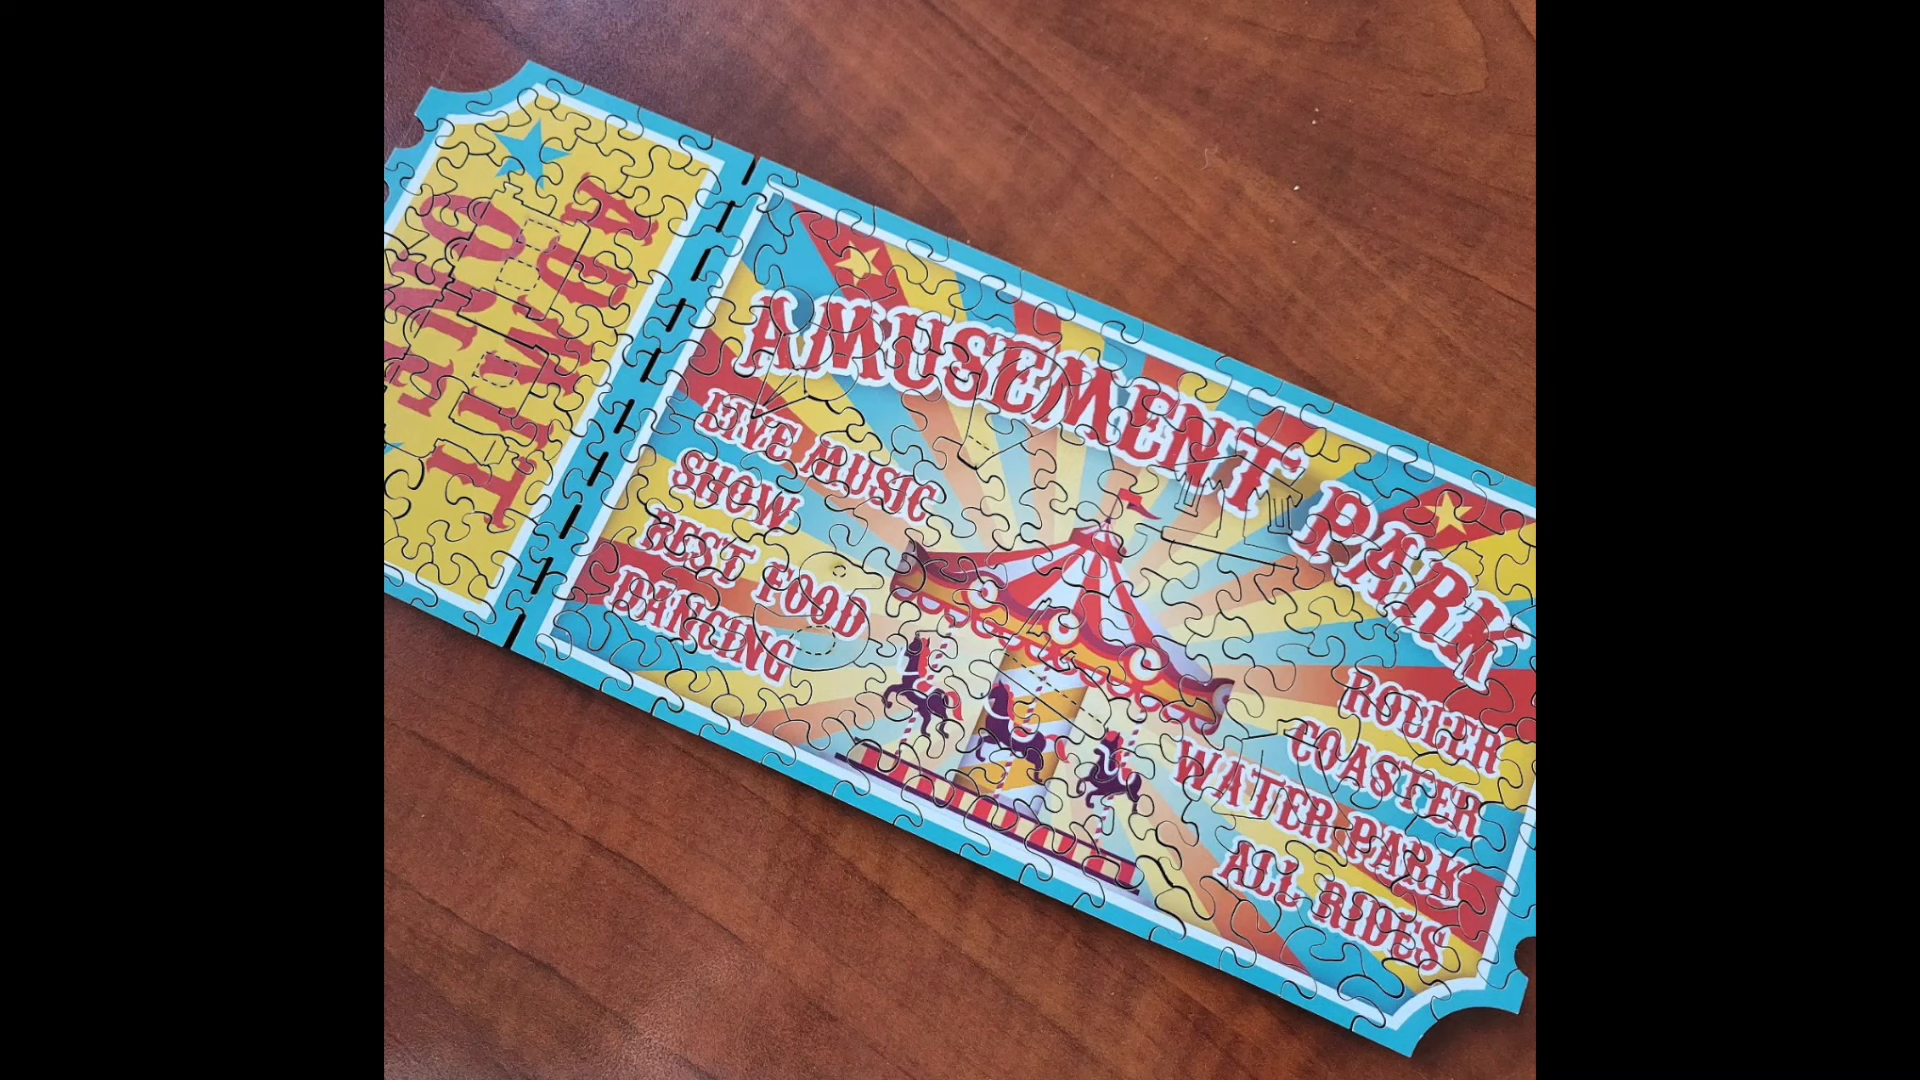 ADMIT
ONE
AMUSEMENT PARK
LIVE MUSIC
SHOW
BEST FOOD
DANCING
ROLLER
COASTER
WATER PARK
ALL RIDES